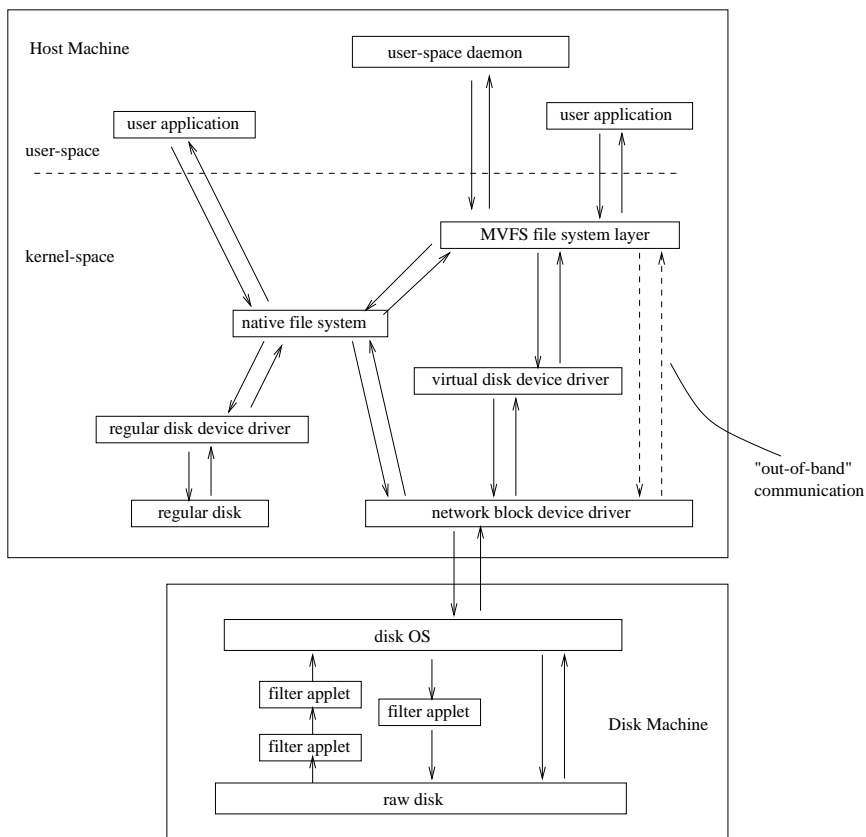 Host Machine
user-space daemon
user application
user application
user-space
MVFS file system layer
kernel-space
native file system
virtual disk device driver
regular disk device driver
"out-of-band"
communication
regular disk
network block device driver
disk OS
filter applet
filter applet
filter applet
Disk Machine
raw disk